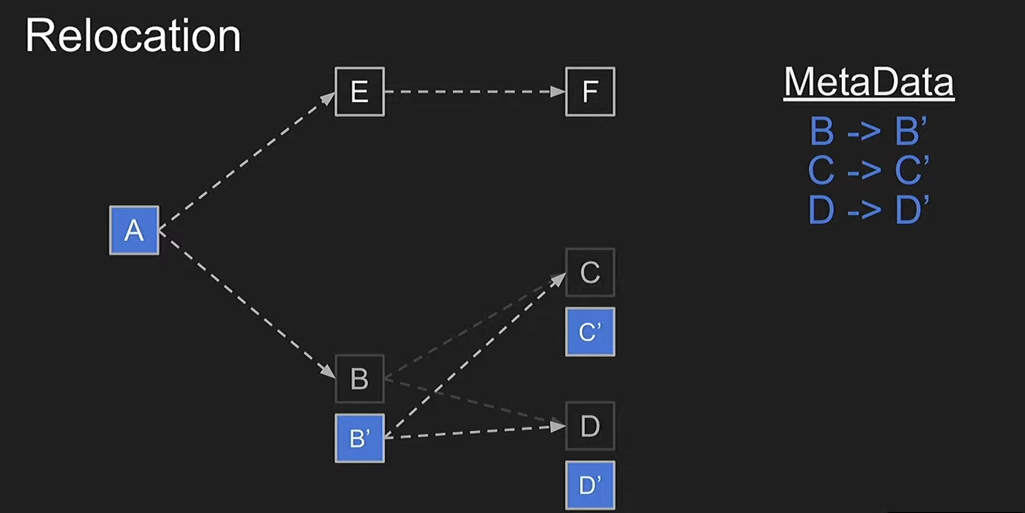 Relocation
E
F
MetaData
B -> B’
C -> C’
D -> D’
A
C
C’
B
B’
D
D’